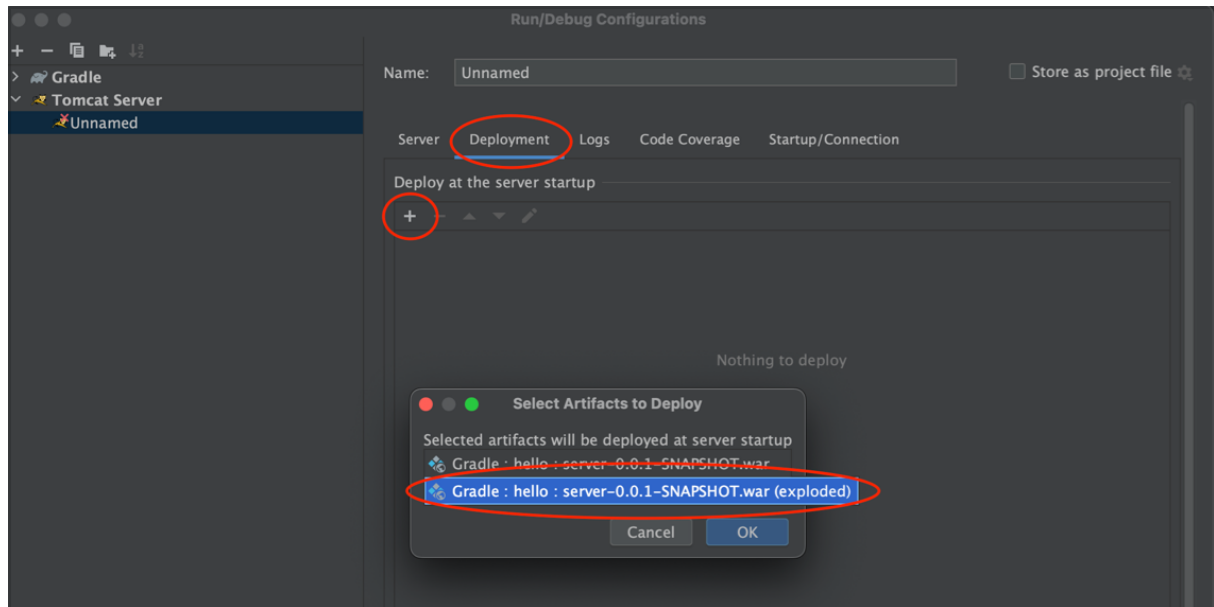 Run/Debug Configurations
Gradle
Tomcat Server
Unnamed
Name: Unnamed Store as project file
Server Deployment Logs Code Coverage Startup/Connection
Deploy at the server startup
Nothing to deploy
Select Artifacts to Deploy
Selected artifacts will be deployed at server startup
Gradle : hello : server-0.0.1-SNAPSHOT.war
Gradle : hello : server-0.0.1-SNAPSHOT.war (exploded)
Cancel OK